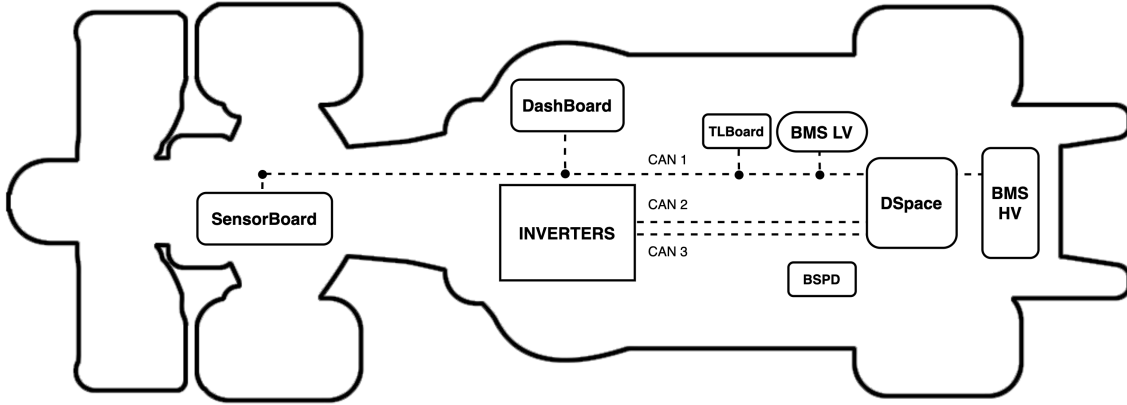 DashBoard
TLBoard
BMS LV
CAN 1
SensorBoard
INVERTERS
CAN 2
CAN 3
DSpace
BMS
HV
BSPD